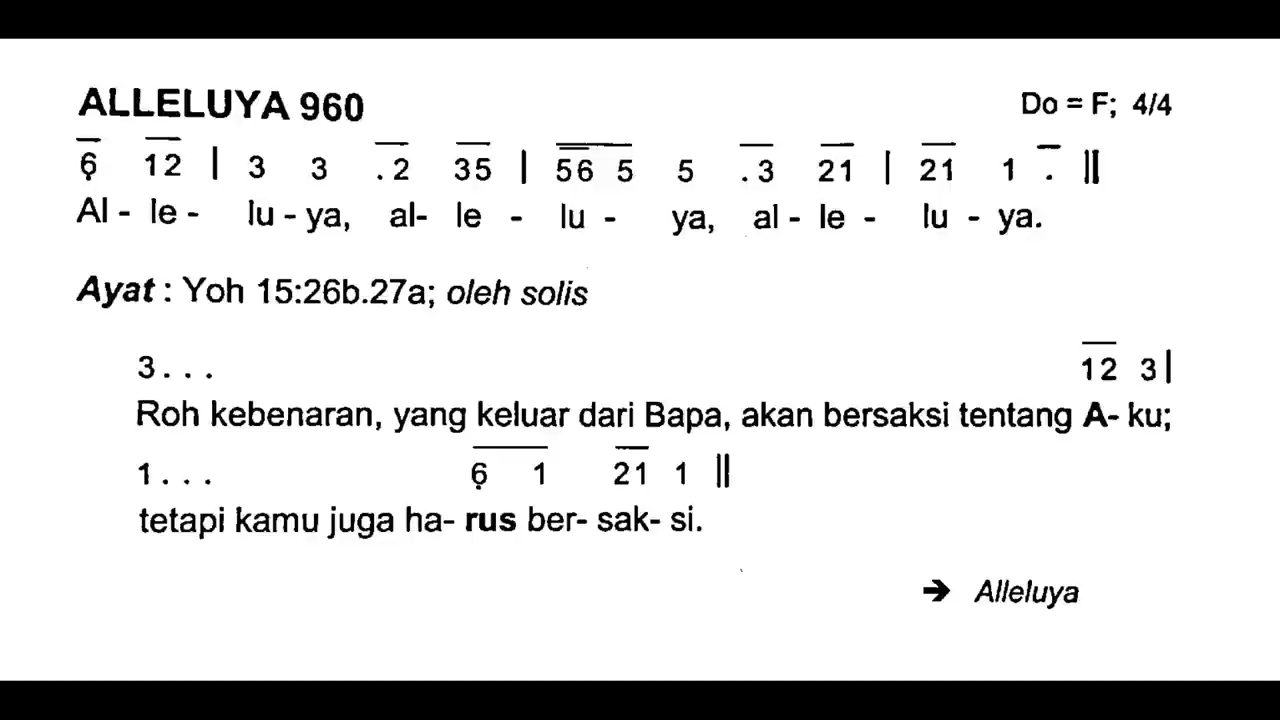 ALLELUYA 960 Do = F; 4/4
6̣ 12 | 3 3 . 2 35 | 56 5 5 . 3 21 | 21 1 . ||
Al - le - lu - ya, al- le - lu - ya, al - le - lu - ya.
Ayat : Yoh 15:26b.27a; oleh solis
3 . . . 12 3 |
Roh kebenaran, yang keluar dari Bapa, akan bersaksi tentang A- ku;
1 . . . 6̣ 1 21 1 ||
tetapi kamu juga ha- rus ber- sak- si.
➔ Alleluya